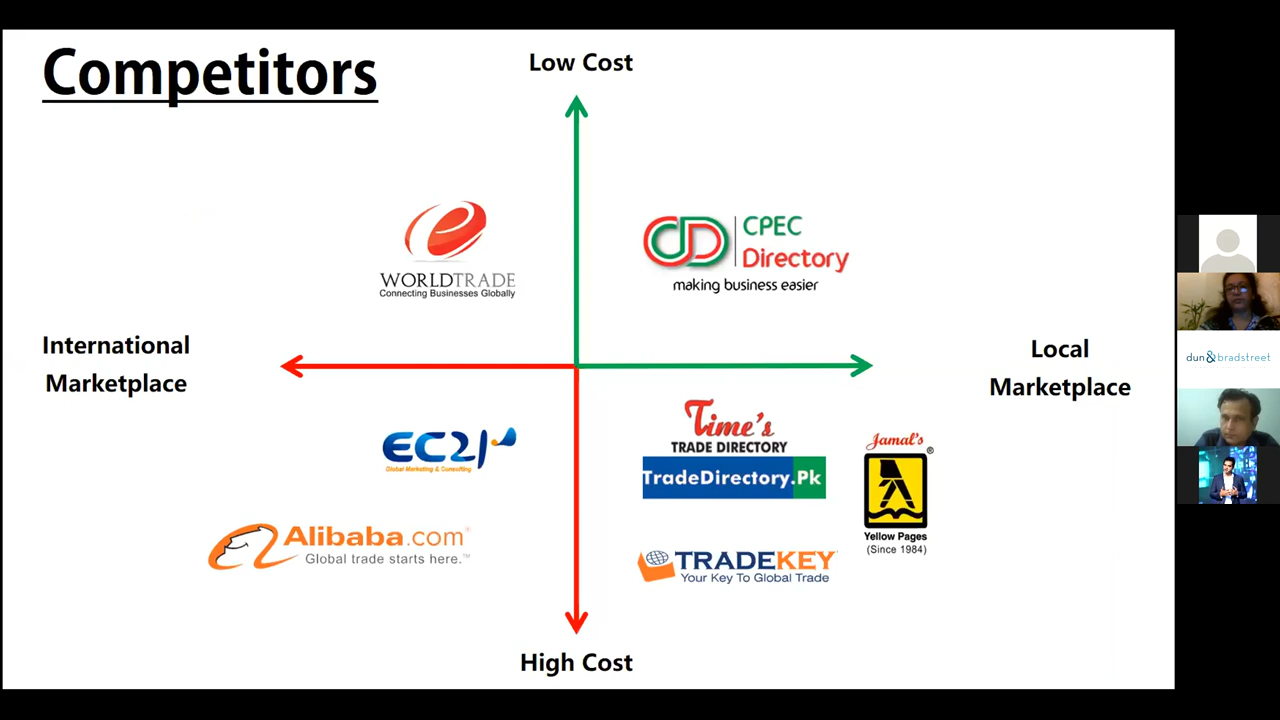 Competitors
Low Cost
WORLDTRADE
Connecting Businesses Globally
CPEC
Directory
making business easier
International
Marketplace
Local
Marketplace
dun&bradstreet
EC21
Global Marketing & Consulting
Time's
TRADE DIRECTORY
TradeDirectory.Pk
Jamal's
®
Yellow Pages
(Since 1984)
Alibaba.com®
Global trade starts here.™
TRADEKEY
Your Key To Global Trade
High Cost